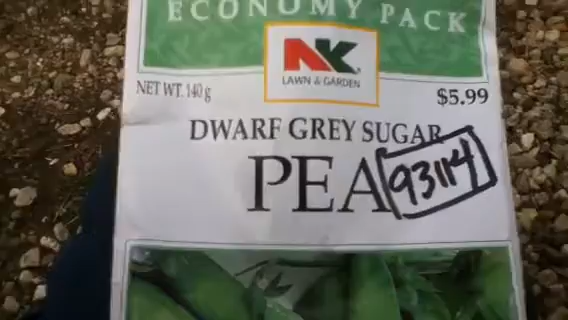 ECONOMY PACK
NK
LAWN & GARDEN
NET WT. 140 g
$5.99
DWARF GREY SUGAR
PEA
93114